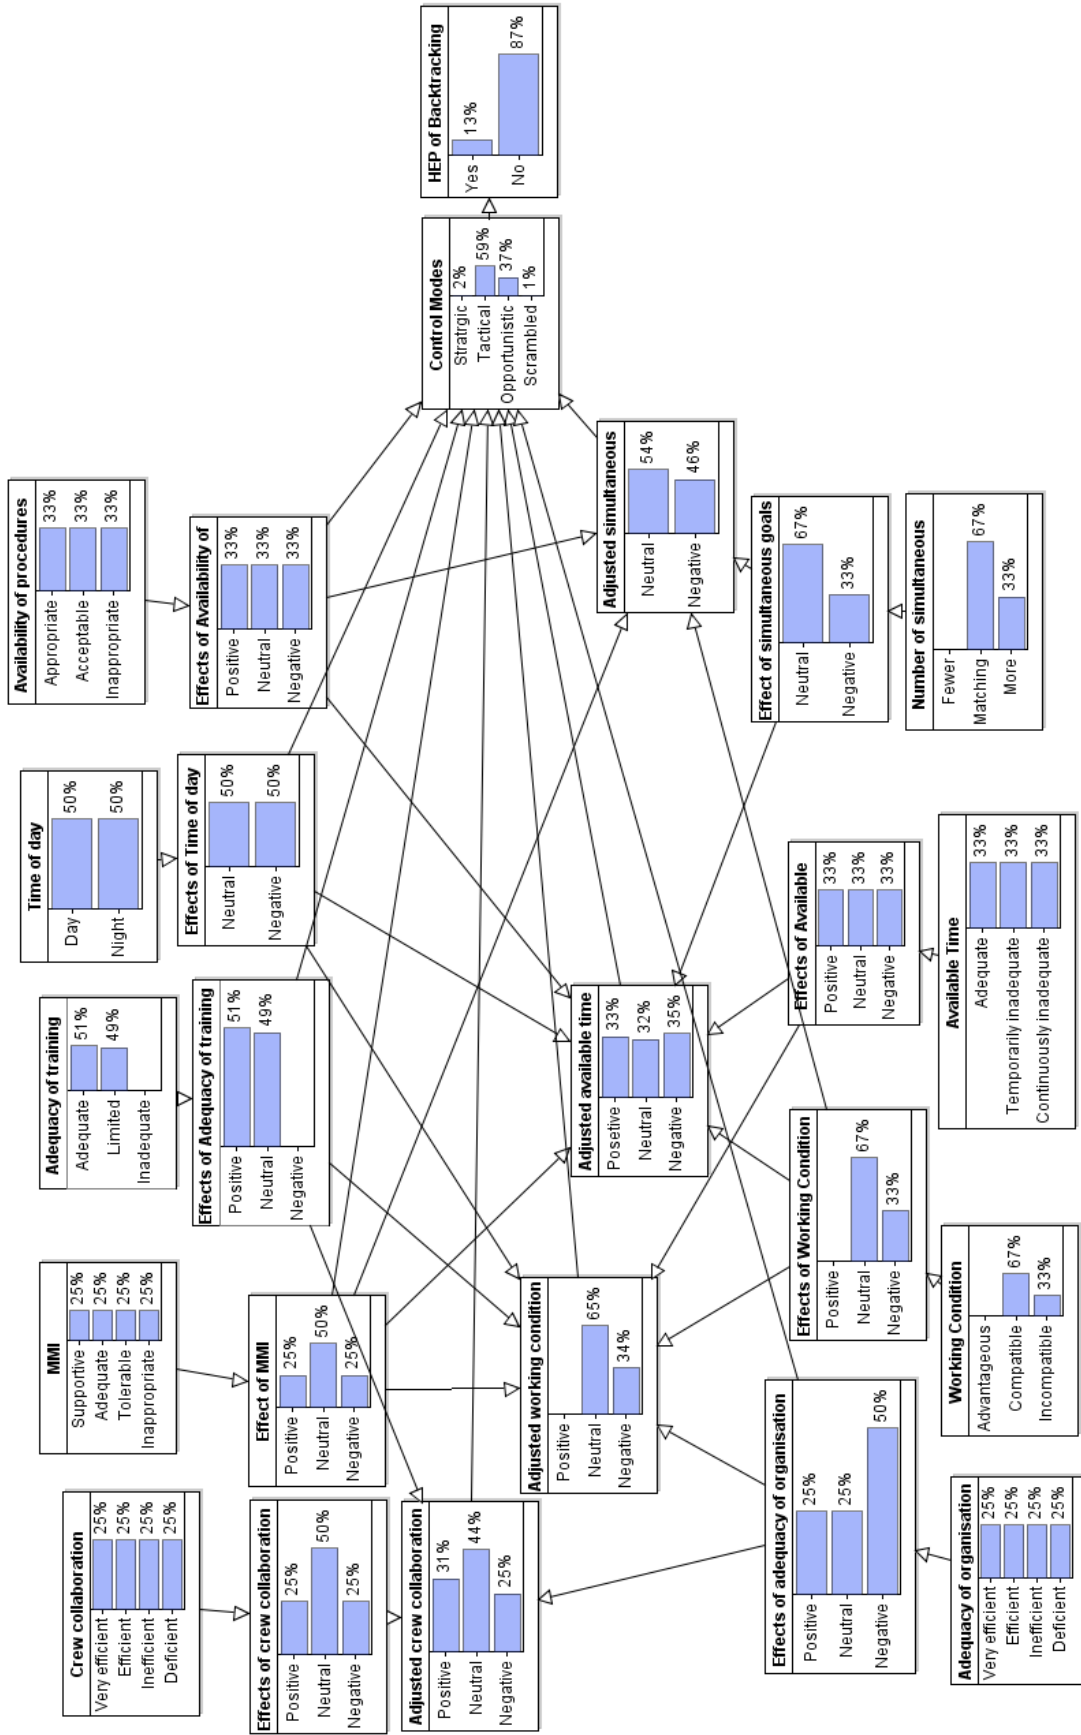 Crew collaboration
Very efficient 25%
Efficient 25%
Inefficient 25%
Deficient 25%
MMI
Supportive 25%
Adequate 25%
Tolerable 25%
Inappropriate 25%
Adequacy of training
Adequate 51%
Limited 49%
Inadequate
Time of day
Day 50%
Night 50%
Availability of procedures
Appropriate 33%
Acceptable 33%
Inappropriate 33%
Effects of crew collaboration
Positive 25%
Neutral 50%
Negative 25%
Effect of MMI
Positive 25%
Neutral 50%
Negative 25%
Effects of Adequacy of training
Positive 51%
Neutral 49%
Negative
Effects of Time of day
Neutral 50%
Negative 50%
Effects of Availability of
Positive 33%
Neutral 33%
Negative 33%
Adjusted crew collaboration
Positive 31%
Neutral 44%
Negative 25%
Adjusted working condition
Positive
Neutral 65%
Negative 34%
Adjusted available time
Posetive 33%
Neutral 32%
Negative 35%
Adjusted simultaneous
Neutral 54%
Negative 46%
Control Modes
Stratrgic 2%
Tactical 59%
Opportunistic 37%
Scrambled 1%
HEP of Backtracking
Yes 13%
No 87%
Effects of adequacy of organisation
Positive 25%
Neutral 25%
Negative 50%
Effects of Working Condition
Positive
Neutral 67%
Negative 33%
Effects of Available
Positive 33%
Neutral 33%
Negative 33%
Effect of simultaneous goals
Neutral 67%
Negative 33%
Adequacy of organisation
Very efficient 25%
Efficient 25%
Inefficient 25%
Deficient 25%
Working Condition
Advantageous
Compatible 67%
Incompatible 33%
Available Time
Adequate 33%
Temporarily inadequate 33%
Continuously inadequate 33%
Number of simultaneous
Fewer
Matching 67%
More 33%